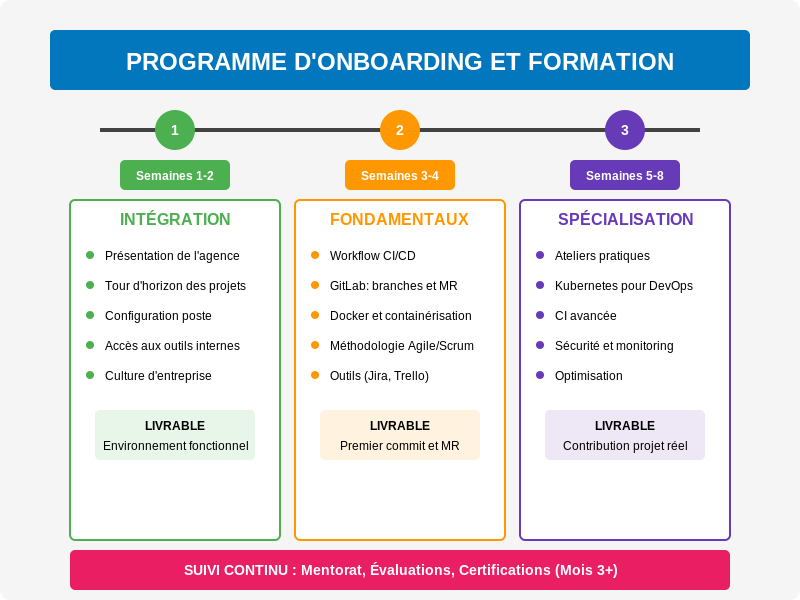 PROGRAMME D'ONBOARDING ET FORMATION
1
2
3
Semaines 1-2
Semaines 3-4
Semaines 5-8
INTÉGRATION
Présentation de l'agence
Tour d'horizon des projets
Configuration poste
Accès aux outils internes
Culture d'entreprise
LIVRABLE
Environnement fonctionnel
FONDAMENTAUX
Workflow CI/CD
GitLab: branches et MR
Docker et containérisation
Méthodologie Agile/Scrum
Outils (Jira, Trello)
LIVRABLE
Premier commit et MR
SPÉCIALISATION
Ateliers pratiques
Kubernetes pour DevOps
CI avancée
Sécurité et monitoring
Optimisation
LIVRABLE
Contribution projet réel
SUIVI CONTINU : Mentorat, Évaluations, Certifications (Mois 3+)